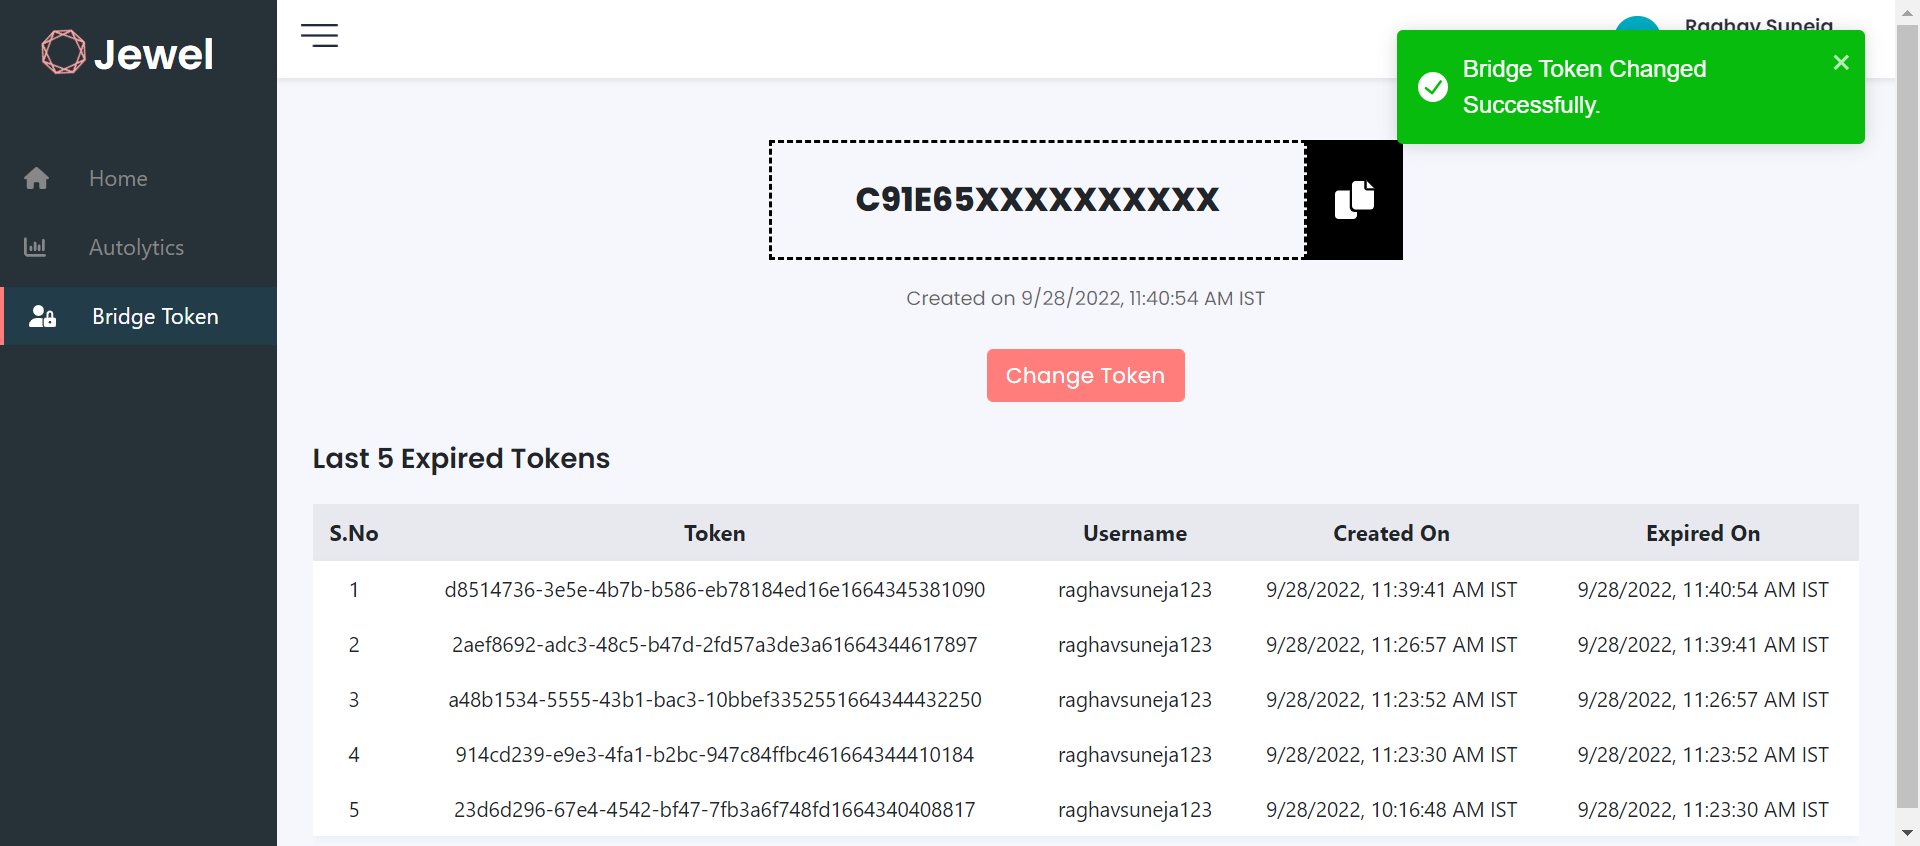 Jewel
Raghav Suneja
Bridge Token Changed
Successfully.
Home
Autolytics
Bridge Token
C91E65XXXXXXXXXX
Created on 9/28/2022, 11:40:54 AM IST
Change Token
Last 5 Expired Tokens
S.No Token Username Created On Expired On
1 d8514736-3e5e-4b7b-b586-eb78184ed16e1664345381090 raghavsuneja123 9/28/2022, 11:39:41 AM IST 9/28/2022, 11:40:54 AM IST
2 2aef8692-adc3-48c5-b47d-2fd57a3de3a61664344617897 raghavsuneja123 9/28/2022, 11:26:57 AM IST 9/28/2022, 11:39:41 AM IST
3 a48b1534-5555-43b1-bac3-10bbef3352551664344432250 raghavsuneja123 9/28/2022, 11:23:52 AM IST 9/28/2022, 11:26:57 AM IST
4 914cd239-e9e3-4fa1-b2bc-947c84ffbc461664344410184 raghavsuneja123 9/28/2022, 11:23:30 AM IST 9/28/2022, 11:23:52 AM IST
5 23d6d296-67e4-4542-bf47-7fb3a6f748fd1664340408817 raghavsuneja123 9/28/2022, 10:16:48 AM IST 9/28/2022, 11:23:30 AM IST